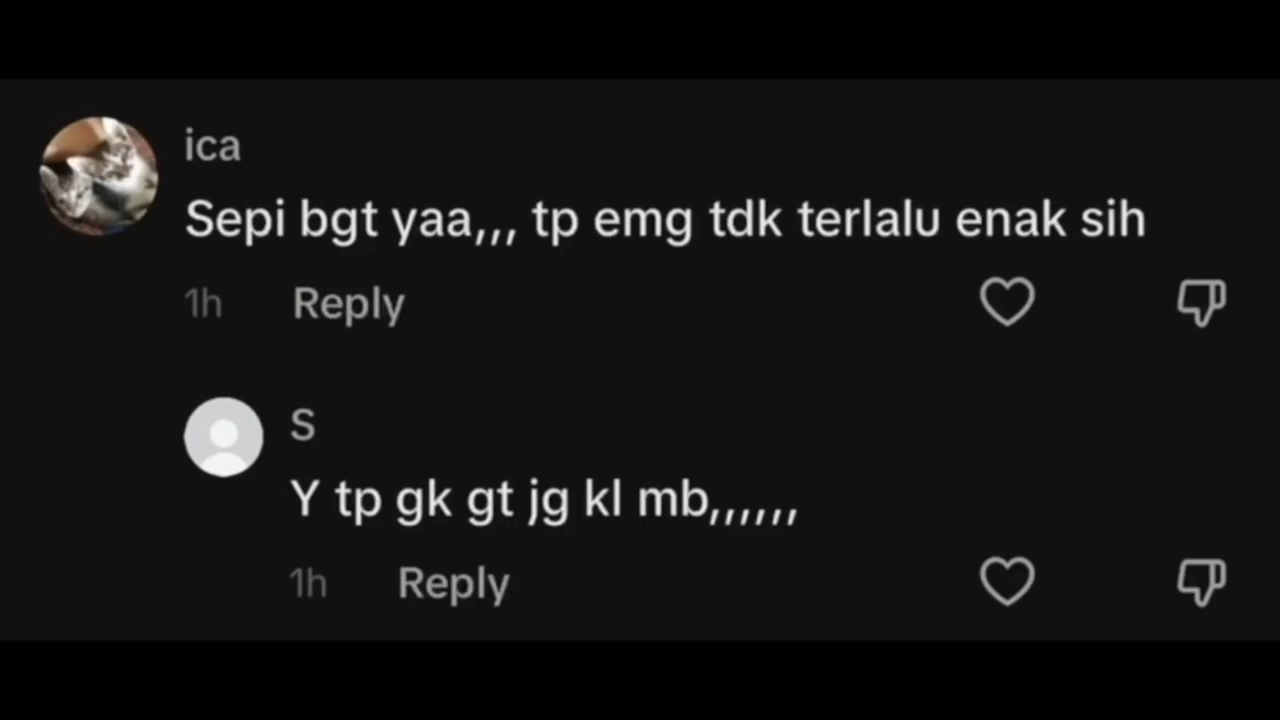 ica
Sepi bgt yaa,,, tp emg tdk terlalu enak sih
1h Reply
S
Y tp gk gt jg kl mb,,,,,,
1h Reply